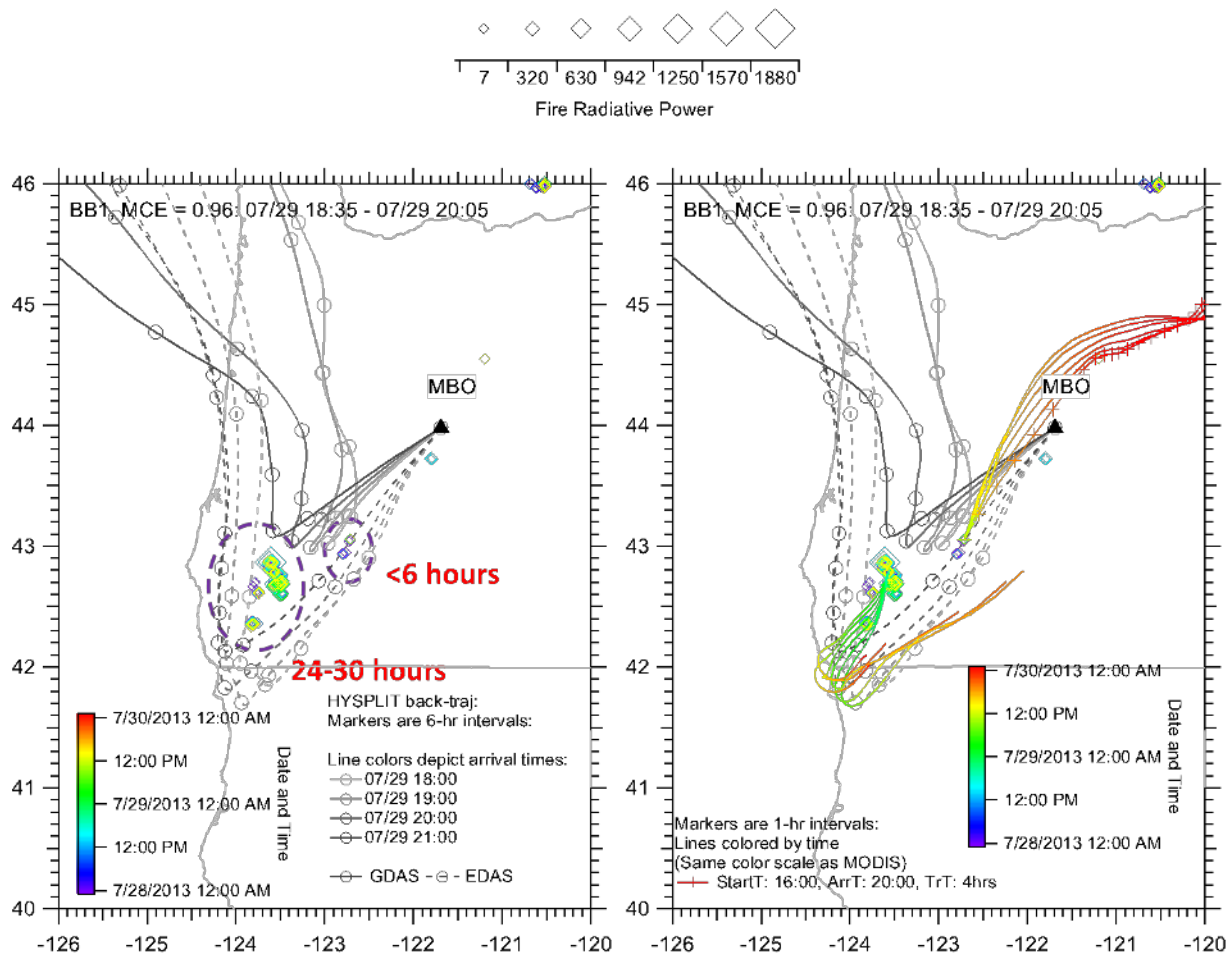 7 320 630 942 1250 1570 1880
Fire Radiative Power
46
45
44
43
42
41
40
-126 -125 -124 -123 -122 -121 -120
BB1, MCE = 0.96: 07/29 18:35 - 07/29 20:05
MBO
<6 hours
24-30 hours
HYSPLIT back-traj:
Markers are 6-hr intervals:
Line colors depict arrival times:
07/29 18:00
07/29 19:00
07/29 20:00
07/29 21:00
GDAS EDAS
7/30/2013 12:00 AM
12:00 PM
7/29/2013 12:00 AM
12:00 PM
7/28/2013 12:00 AM
Date and Time
46
45
44
43
42
41
40
-126 -125 -124 -123 -122 -121 -120
BB1, MCE = 0.96: 07/29 18:35 - 07/29 20:05
MBO
7/30/2013 12:00 AM
12:00 PM
7/29/2013 12:00 AM
12:00 PM
7/28/2013 12:00 AM
Date and Time
Markers are 1-hr intervals:
Lines colored by time
(Same color scale as MODIS)
StartT: 16:00, ArrT: 20:00, TrT: 4hrs